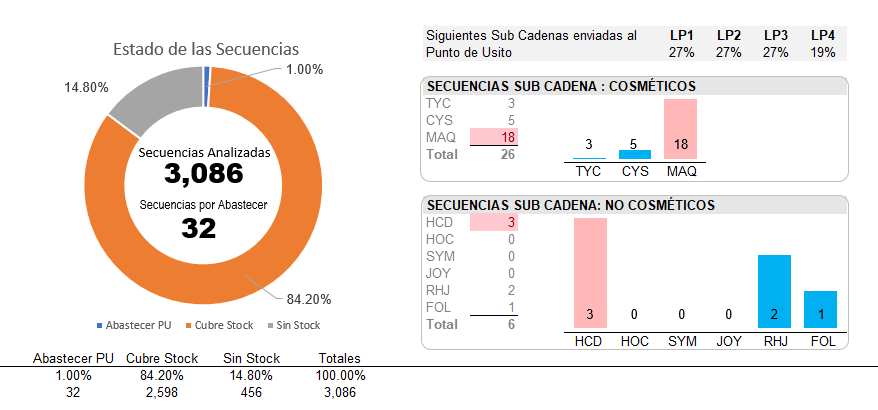 Estado de las Secuencias
1.00%
14.80%
Secuencias Analizadas
3,086
Secuencias por Abastecer
32
84.20%
Abastecer PU Cubre Stock Sin Stock
Abastecer PU Cubre Stock Sin Stock Totales
1.00% 84.20% 14.80% 100.00%
32 2,598 456 3,086
Siguientes Sub Cadenas enviadas al LP1 LP2 LP3 LP4
Punto de Usito 27% 27% 27% 19%
SECUENCIAS SUB CADENA : COSMÉTICOS
TYC 3
CYS 5
MAQ 18
Total 26
3 5 18
TYC CYS MAQ
SECUENCIAS SUB CADENA: NO COSMÉTICOS
HCD 3
HOC 0
SYM 0
JOY 0
RHJ 2
FOL 1
Total 6
3 0 0 0 2 1
HCD HOC SYM JOY RHJ FOL